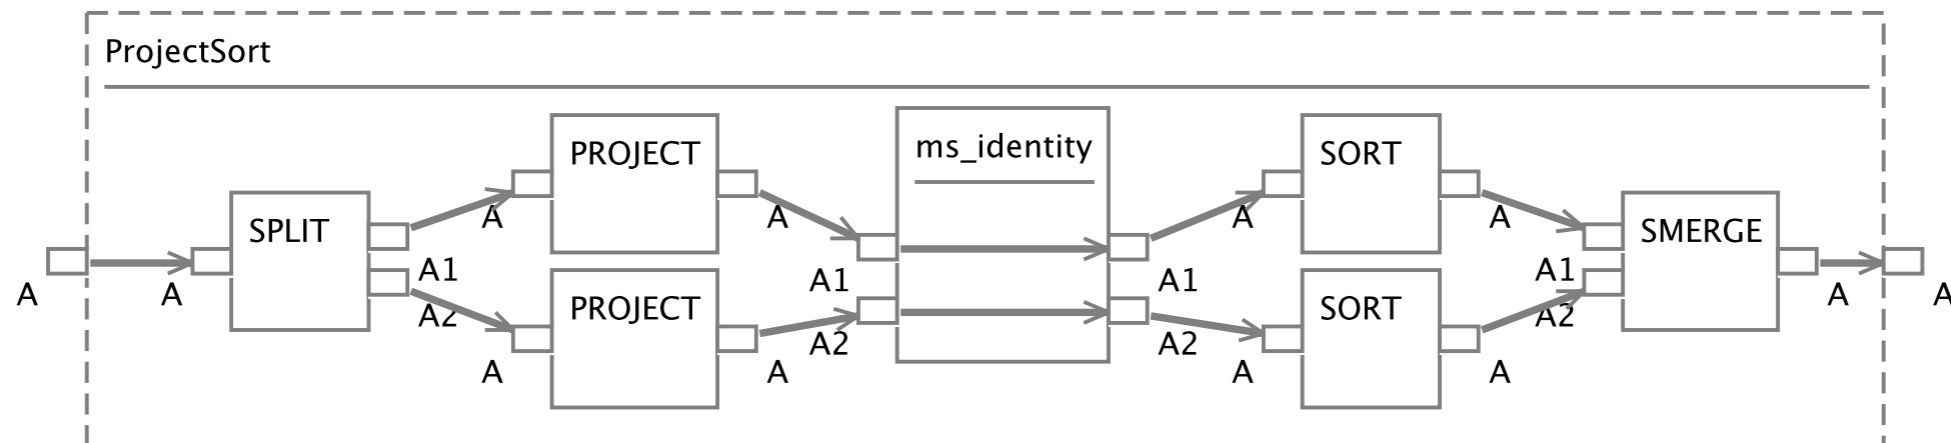 ProjectSort
PROJECT
ms_identity
SORT
SPLIT
A
A
A
A
SMERGE
A1
A1
A1
A1
A
A
A
A
A2
PROJECT
SORT
A2
A2
A2
A
A
A
A